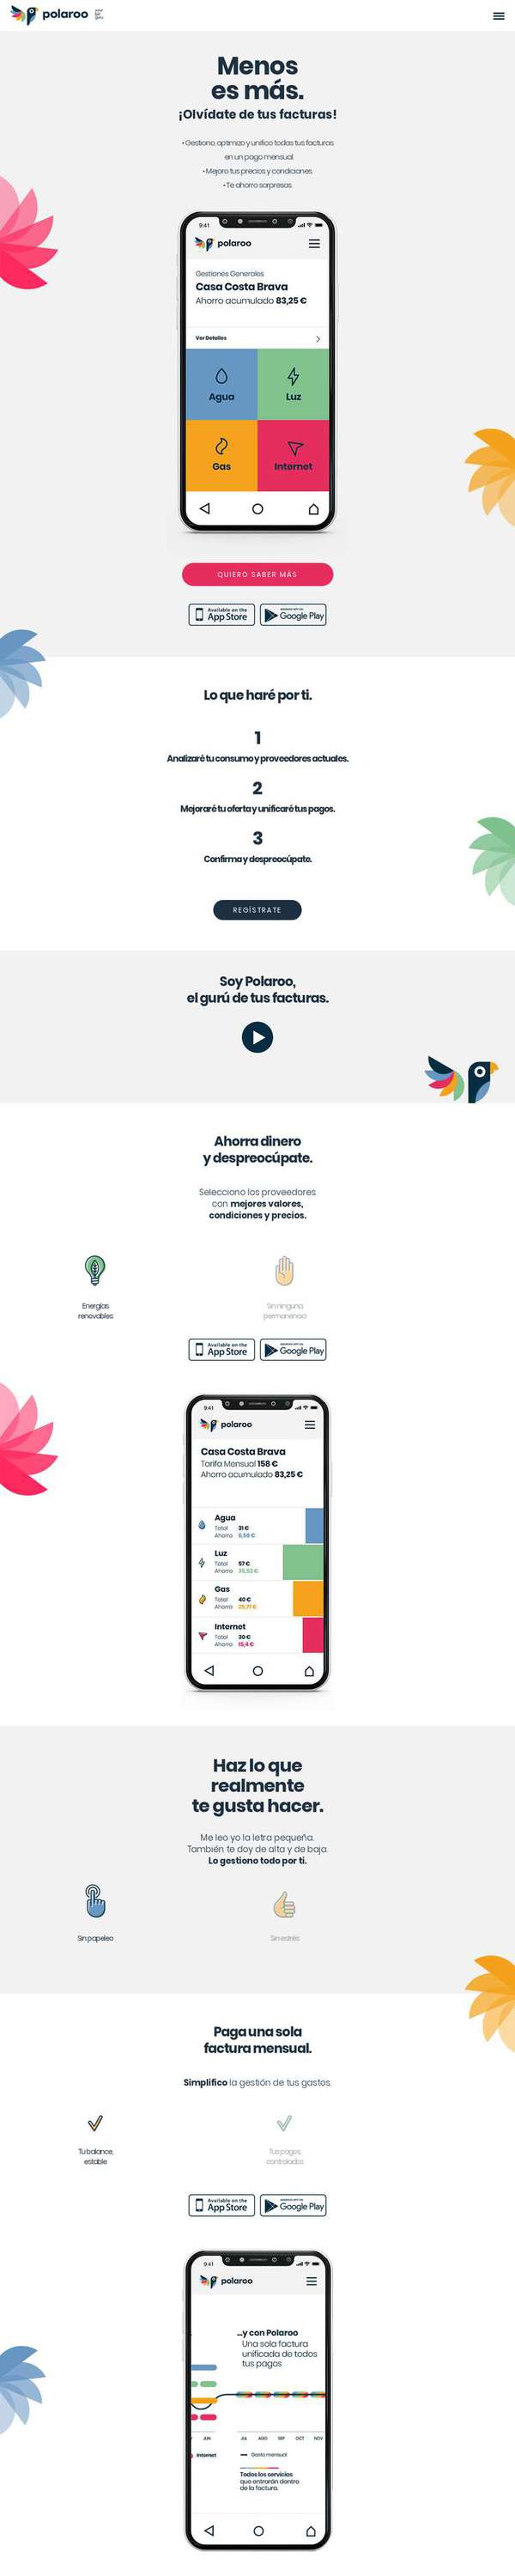 polaroo
Menos
es más.
¡Olvídate de tus facturas!
• Gestiono, optimizo y unifico todas tus facturas
en un pago mensual.
• Mejoro tus precios y condiciones.
• Te ahorro sorpresas.
9:41
polaroo
Gestiones Generales
Casa Costa Brava
Ahorro acumulado 83,25 €
Ver Detalles
Agua
Luz
Gas
Internet
QUIERO SABER MÁS
Available on the
App Store
Google Play
Lo que haré por ti.
1
Analizaré tu consumo y proveedores actuales.
2
Mejoraré tu oferta y unificaré tus pagos.
3
Confirma y despreocúpate.
REGÍSTRATE
Soy Polaroo,
el gurú de tus facturas.
Ahorra dinero
y despreocúpate.
Selecciono los proveedores
con mejores valores,
condiciones y precios.
Energías
renovables
Sin ninguna
permanencia
Available on the
App Store
Google Play
9:41
polaroo
Casa Costa Brava
Tarifa Mensual 158 €
Ahorro acumulado 83,25 €
Agua
Total 31 €
Ahorro 6,56 €
Luz
Total 57 €
Ahorro 35,52 €
Gas
Total 40 €
Ahorro 25,77 €
Internet
Total 30 €
Ahorro 15,4 €
Haz lo que
realmente
te gusta hacer.
Me leo yo la letra pequeña.
También te doy de alta y de baja.
Lo gestiono todo por ti.
Sin papeleo
Sin estrés
Paga una sola
factura mensual.
Simplifico la gestión de tus gastos.
Tu balance,
estable
Tus pagos,
controlados
Available on the
App Store
Google Play
9:41
polaroo
...y con Polaroo
Una sola factura
unificada de todos
tus pagos
JUN JUL AGO SEP OCT NOV
Internet
Gasto mensual
Todos los servicios
que entrarán dentro
de la factura.